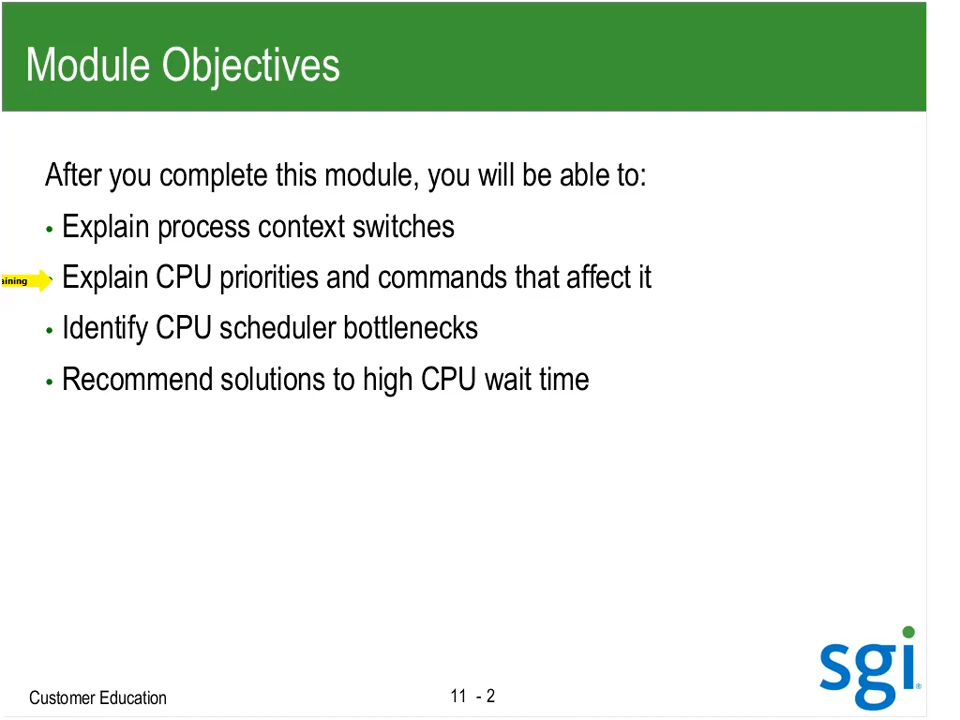 Module Objectives
After you complete this module, you will be able to:
• Explain process context switches
aining
• Explain CPU priorities and commands that affect it
• Identify CPU scheduler bottlenecks
• Recommend solutions to high CPU wait time
sgi®
Customer Education
11 - 2